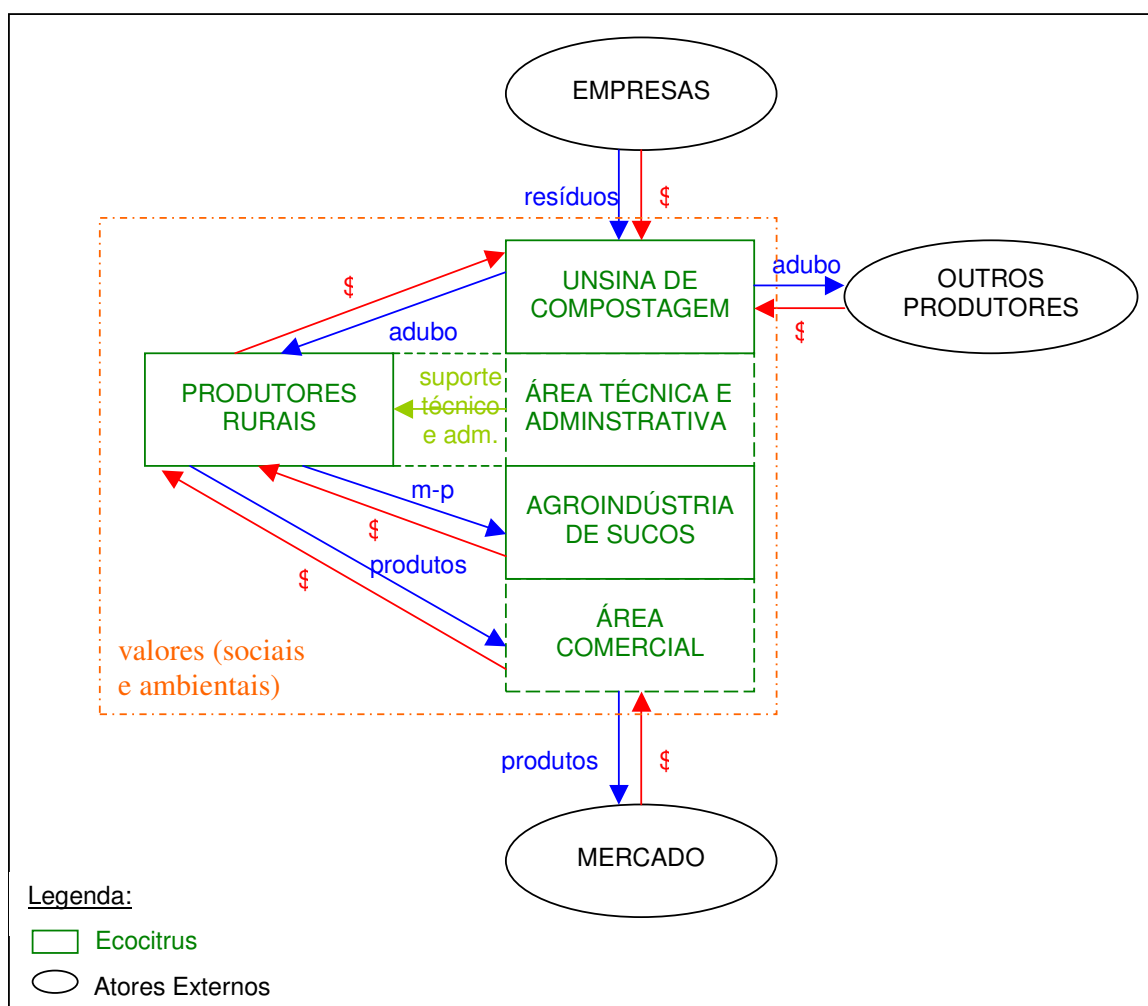 EMPRESAS
resíduos
$
UNSINA DE
COMPOSTAGEM
adubo
$
OUTROS
PRODUTORES
$
adubo
PRODUTORES
RURAIS
suporte
técnico
e adm.
ÁREA TÉCNICA E
ADMINSTRATIVA
m-p
$
AGROINDÚSTRIA
DE SUCOS
produtos
$
ÁREA
COMERCIAL
valores (sociais
e ambientais)
produtos
$
MERCADO
Legenda:
Ecocitrus
Atores Externos